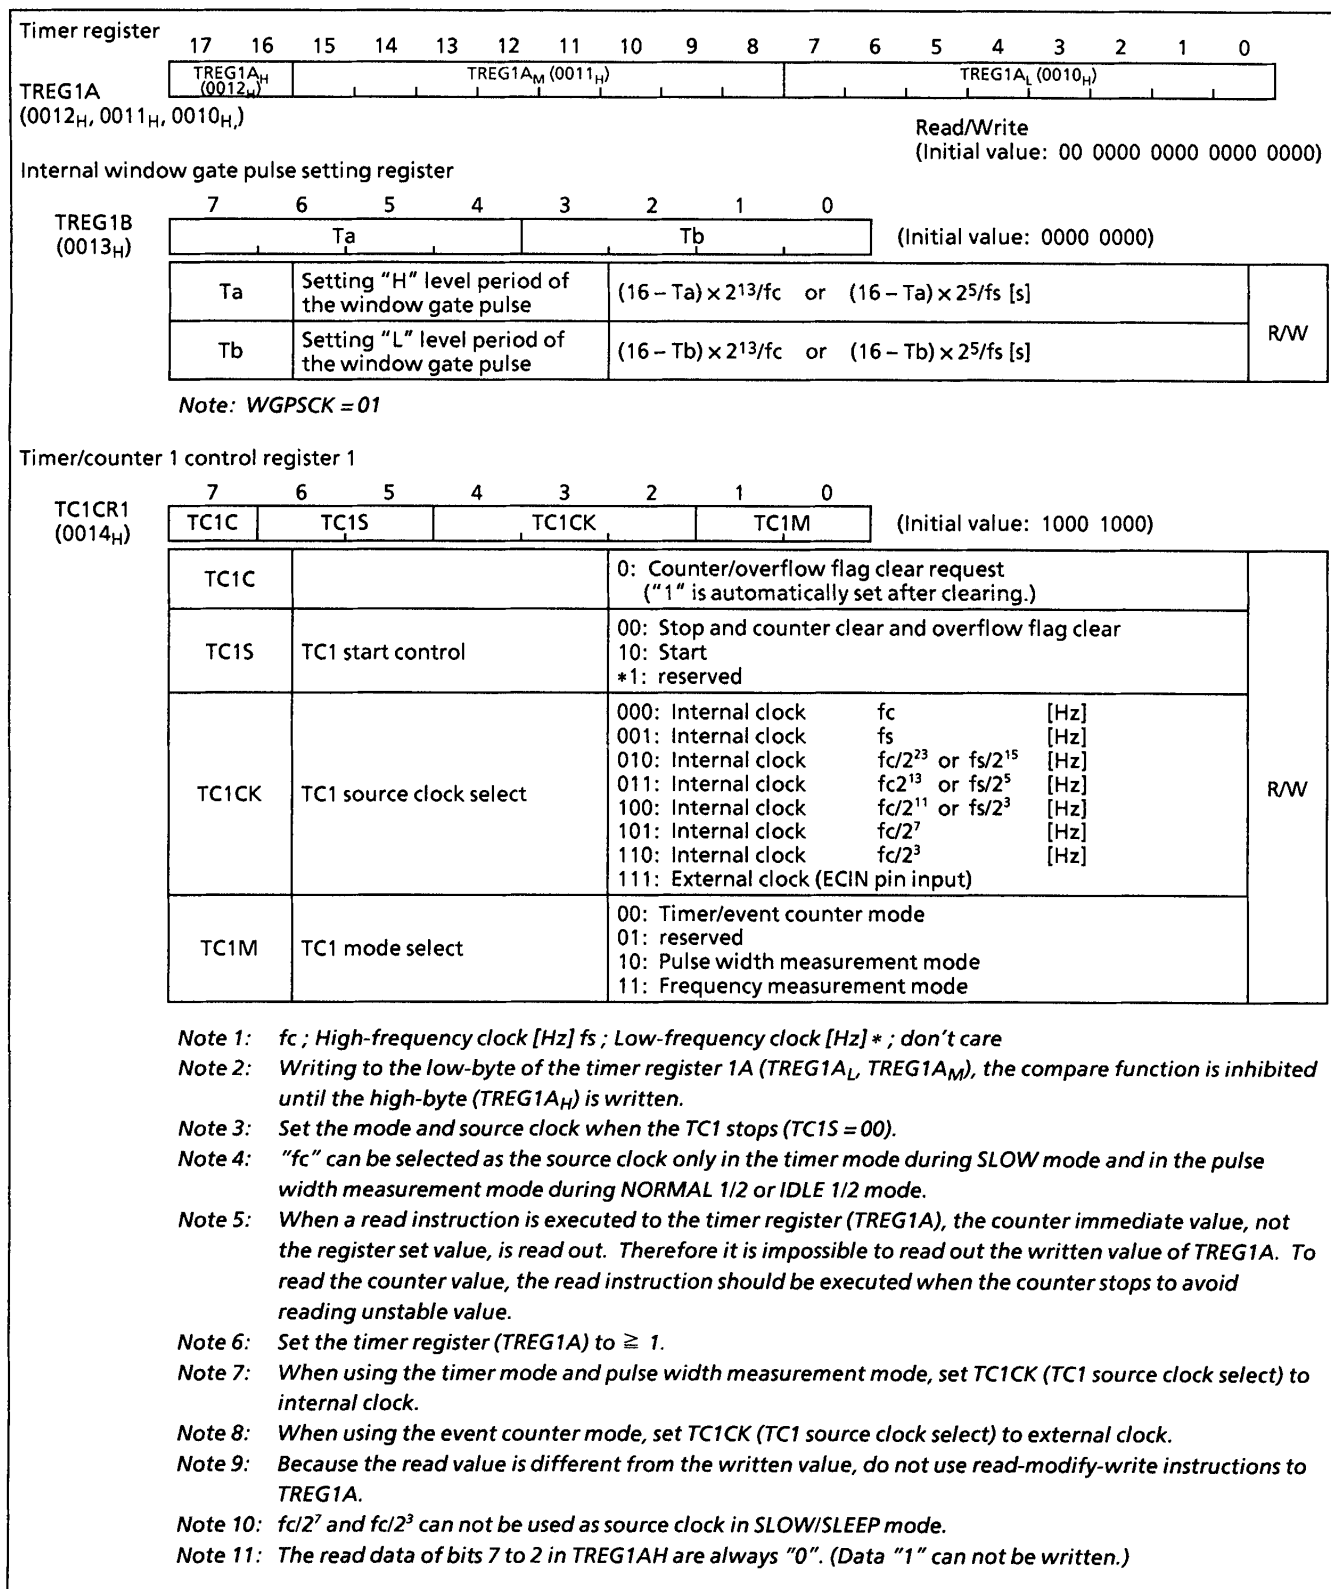 Timer register
17 16 15 14 13 12 11 10 9 8 7 6 5 4 3 2 1 0
TREG1A
(0012H, 0011H, 0010H,)
TREG1AH
(0012H)
TREG1AM (0011H)
TREG1AL (0010H)
Read/Write
(Initial value: 00 0000 0000 0000 0000)
Internal window gate pulse setting register
7 6 5 4 3 2 1 0
TREG1B
(0013H)
Ta Tb (Initial value: 0000 0000)
Ta
Setting "H" level period of
the window gate pulse
(16 – Ta) × 2¹³/fc or (16 – Ta) × 2⁵/fs [s]
Tb
Setting "L" level period of
the window gate pulse
(16 – Tb) × 2¹³/fc or (16 – Tb) × 2⁵/fs [s]
R/W
Note: WGPSCK = 01
Timer/counter 1 control register 1
7 6 5 4 3 2 1 0
TC1CR1
(0014H)
TC1C TC1S TC1CK TC1M (Initial value: 1000 1000)
TC1C
0: Counter/overflow flag clear request
("1" is automatically set after clearing.)
TC1S
TC1 start control
00: Stop and counter clear and overflow flag clear
10: Start
*1: reserved
TC1CK
TC1 source clock select
000: Internal clock fc [Hz]
001: Internal clock fs [Hz]
010: Internal clock fc/2²³ or fs/2¹⁵ [Hz]
011: Internal clock fc2¹³ or fs/2⁵ [Hz]
100: Internal clock fc/2¹¹ or fs/2³ [Hz]
101: Internal clock fc/2⁷ [Hz]
110: Internal clock fc/2³ [Hz]
111: External clock (ECIN pin input)
R/W
TC1M
TC1 mode select
00: Timer/event counter mode
01: reserved
10: Pulse width measurement mode
11: Frequency measurement mode
Note 1: fc ; High-frequency clock [Hz] fs ; Low-frequency clock [Hz] * ; don't care
Note 2: Writing to the low-byte of the timer register 1A (TREG1AL, TREG1AM), the compare function is inhibited
until the high-byte (TREG1AH) is written.
Note 3: Set the mode and source clock when the TC1 stops (TC1S = 00).
Note 4: "fc" can be selected as the source clock only in the timer mode during SLOW mode and in the pulse
width measurement mode during NORMAL 1/2 or IDLE 1/2 mode.
Note 5: When a read instruction is executed to the timer register (TREG1A), the counter immediate value, not
the register set value, is read out. Therefore it is impossible to read out the written value of TREG1A. To
read the counter value, the read instruction should be executed when the counter stops to avoid
reading unstable value.
Note 6: Set the timer register (TREG1A) to ≧ 1.
Note 7: When using the timer mode and pulse width measurement mode, set TC1CK (TC1 source clock select) to
internal clock.
Note 8: When using the event counter mode, set TC1CK (TC1 source clock select) to external clock.
Note 9: Because the read value is different from the written value, do not use read-modify-write instructions to
TREG1A.
Note 10: fc/2⁷ and fc/2³ can not be used as source clock in SLOW/SLEEP mode.
Note 11: The read data of bits 7 to 2 in TREG1AH are always "0". (Data "1" can not be written.)